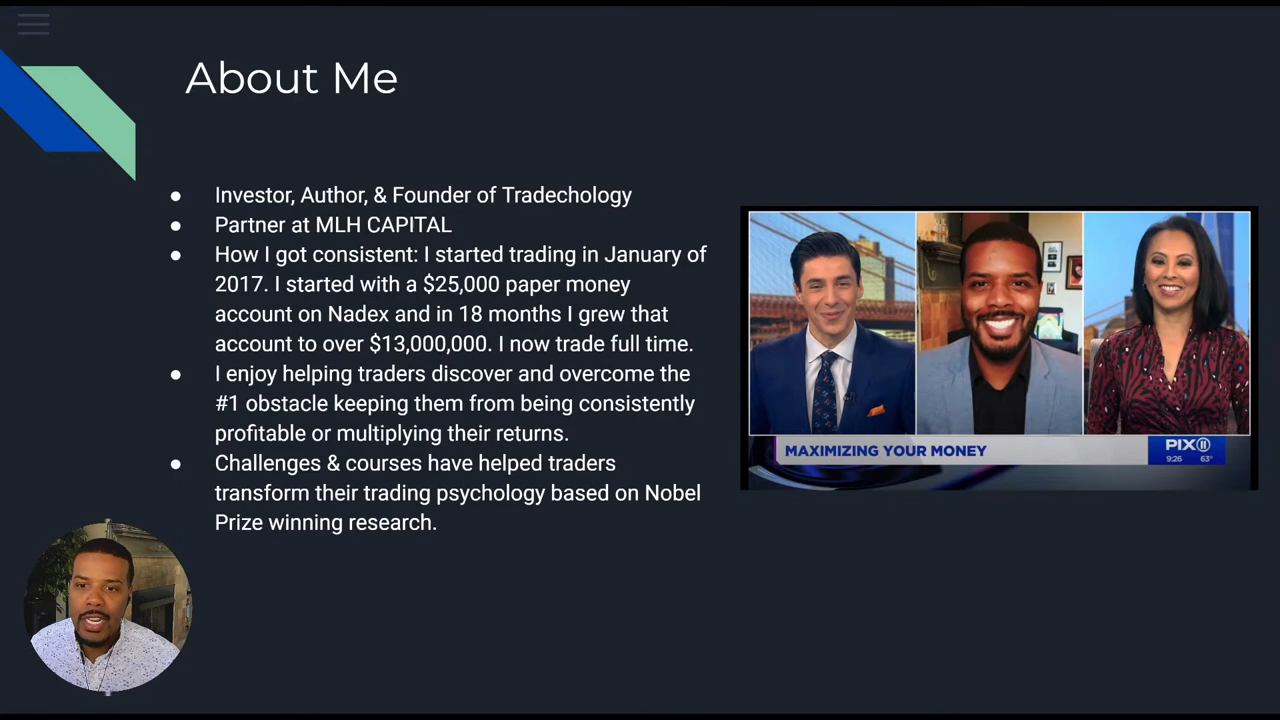 About Me
● Investor, Author, & Founder of Tradechology
● Partner at MLH CAPITAL
● How I got consistent: I started trading in January of
2017. I started with a $25,000 paper money
account on Nadex and in 18 months I grew that
account to over $13,000,000. I now trade full time.
● I enjoy helping traders discover and overcome the
#1 obstacle keeping them from being consistently
profitable or multiplying their returns.
● Challenges & courses have helped traders
transform their trading psychology based on Nobel
Prize winning research.
MAXIMIZING YOUR MONEY
PIX11
9:26 63°